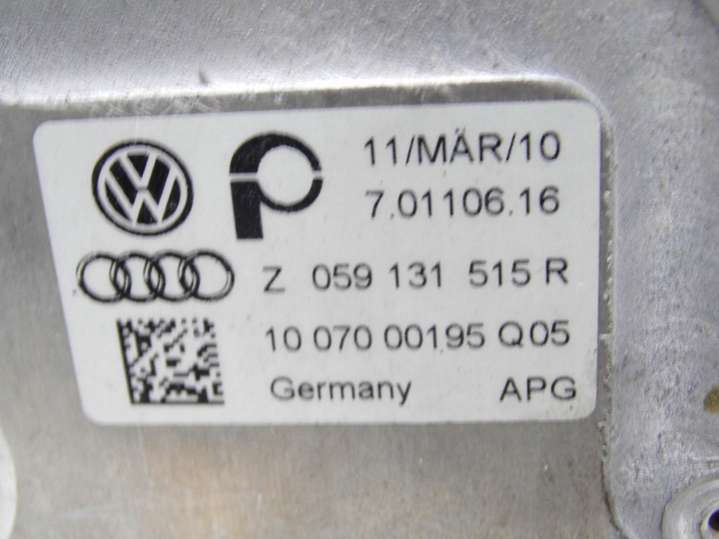 11/MÄR/10
7.01106.16
Z 059 131 515 R
10 070 00195 Q05
Germany APG